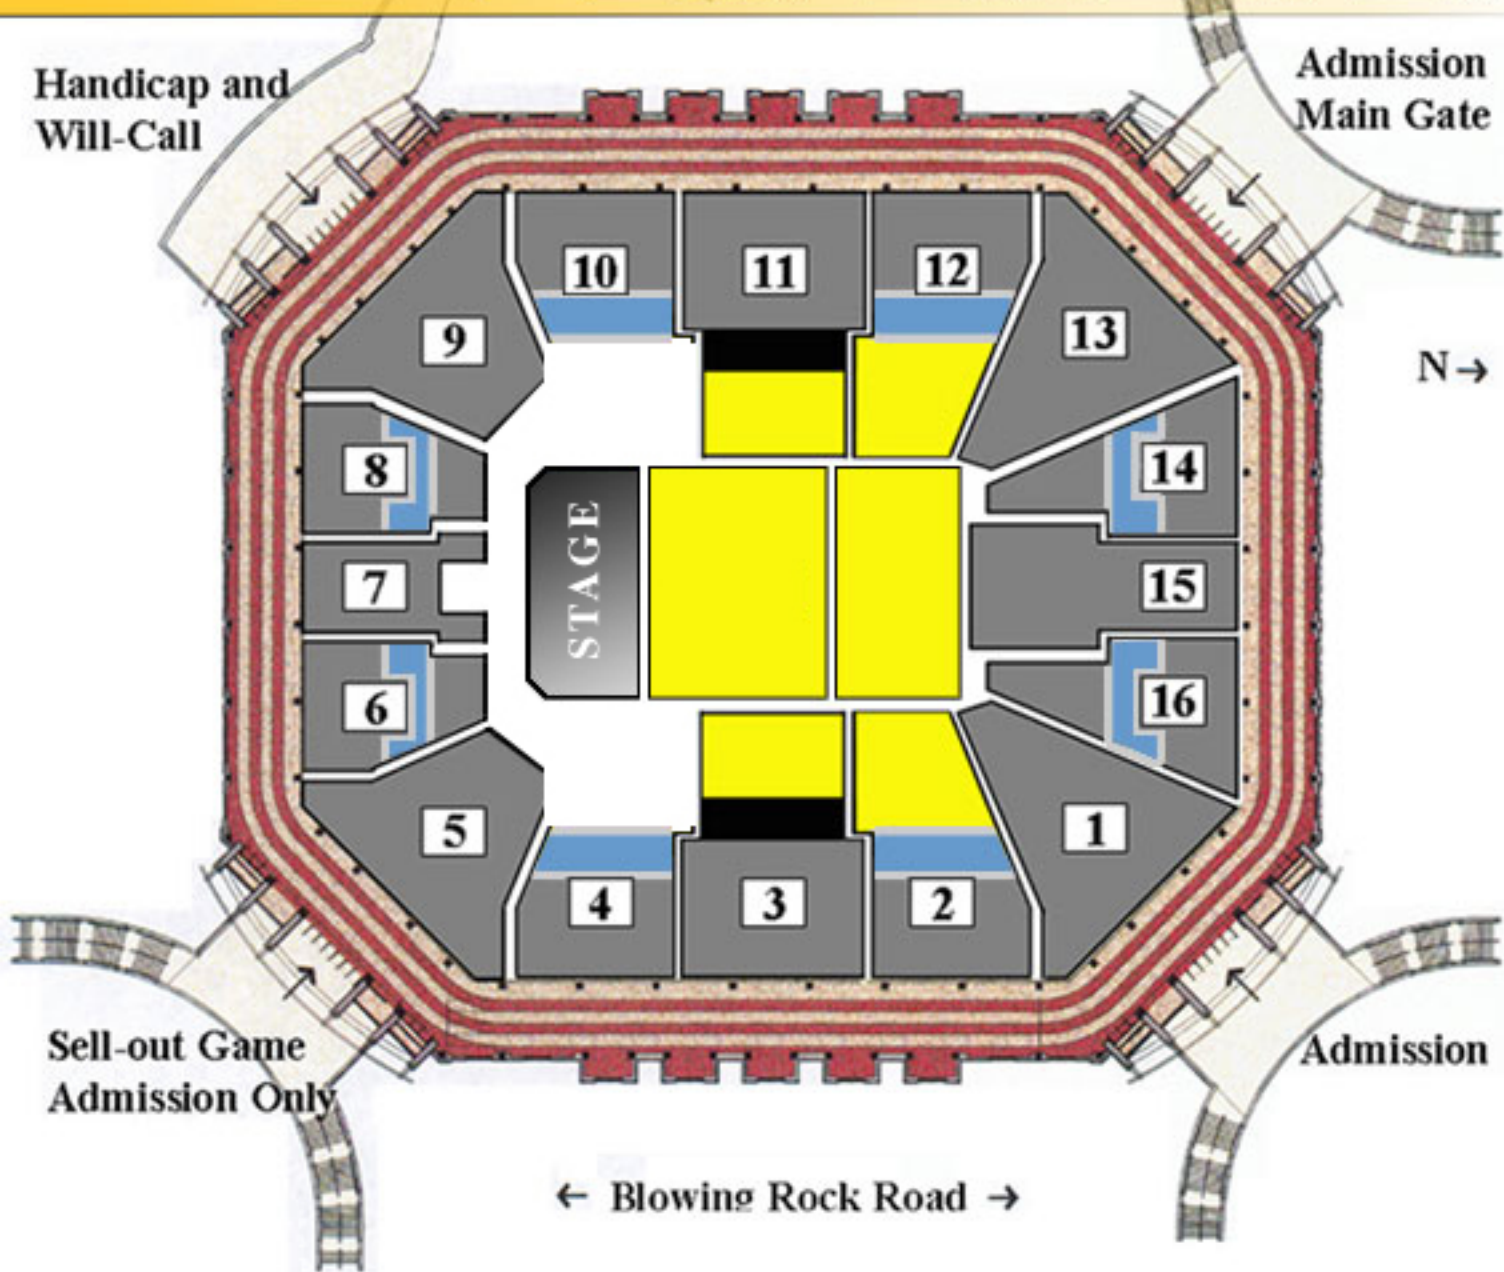 Handicap and
Will-Call
Admission
Main Gate
10
11
12
9
13
N→
8
14
STAGE
7
15
6
16
5
1
4
3
2
Sell-out Game
Admission Only
Admission
← Blowing Rock Road →